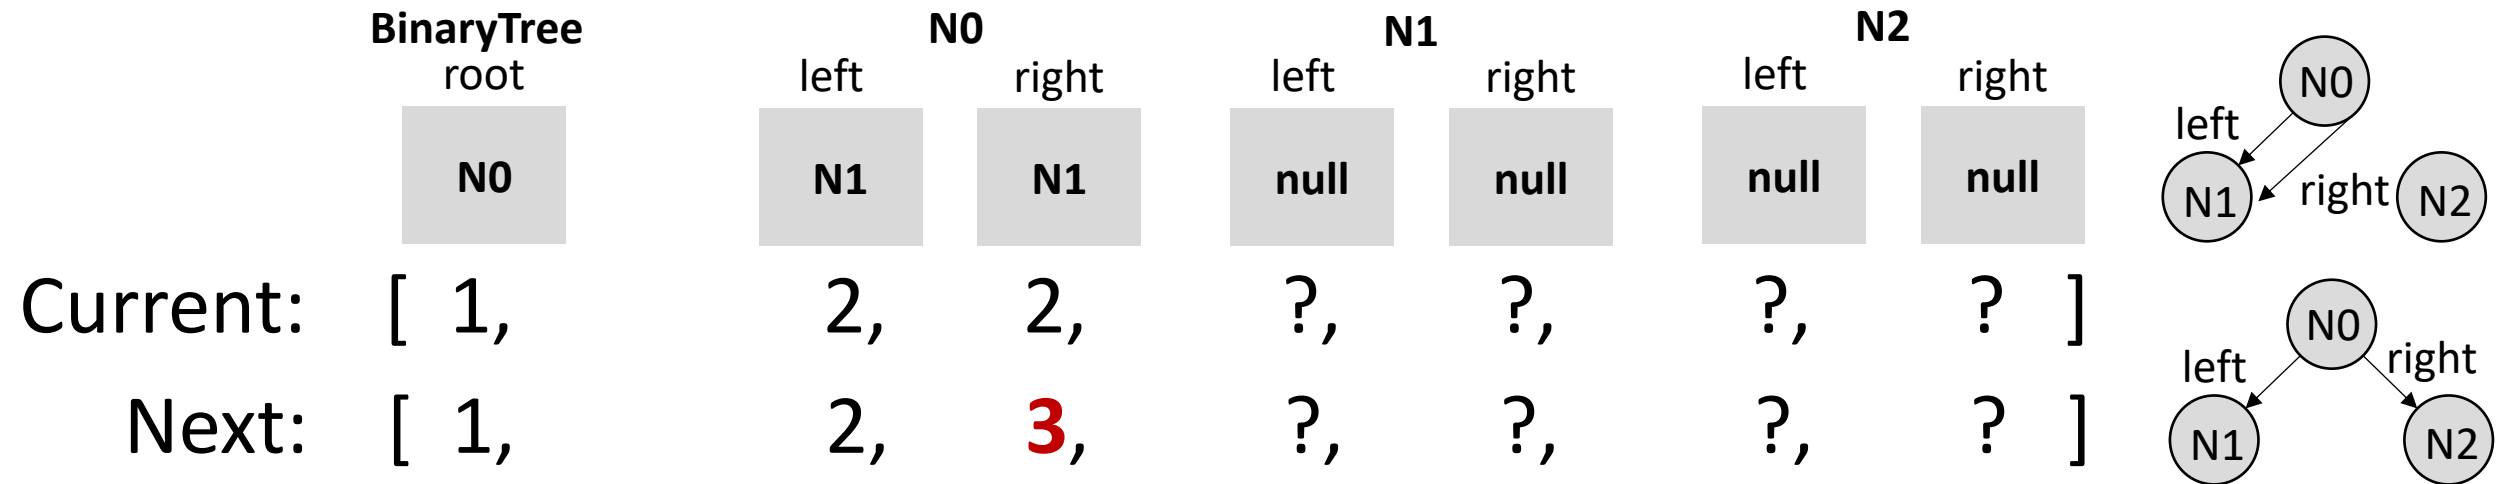 BinaryTree N0 N1 N2
root left right left right left right
N0 N1 N1 null null null null
N0
left
right
N1 N2
Current: [ 1, 2, 2, ?, ?, ?, ? ]
Next: [ 1, 2, 3, ?, ?, ?, ? ]
N0
left right
N1 N2